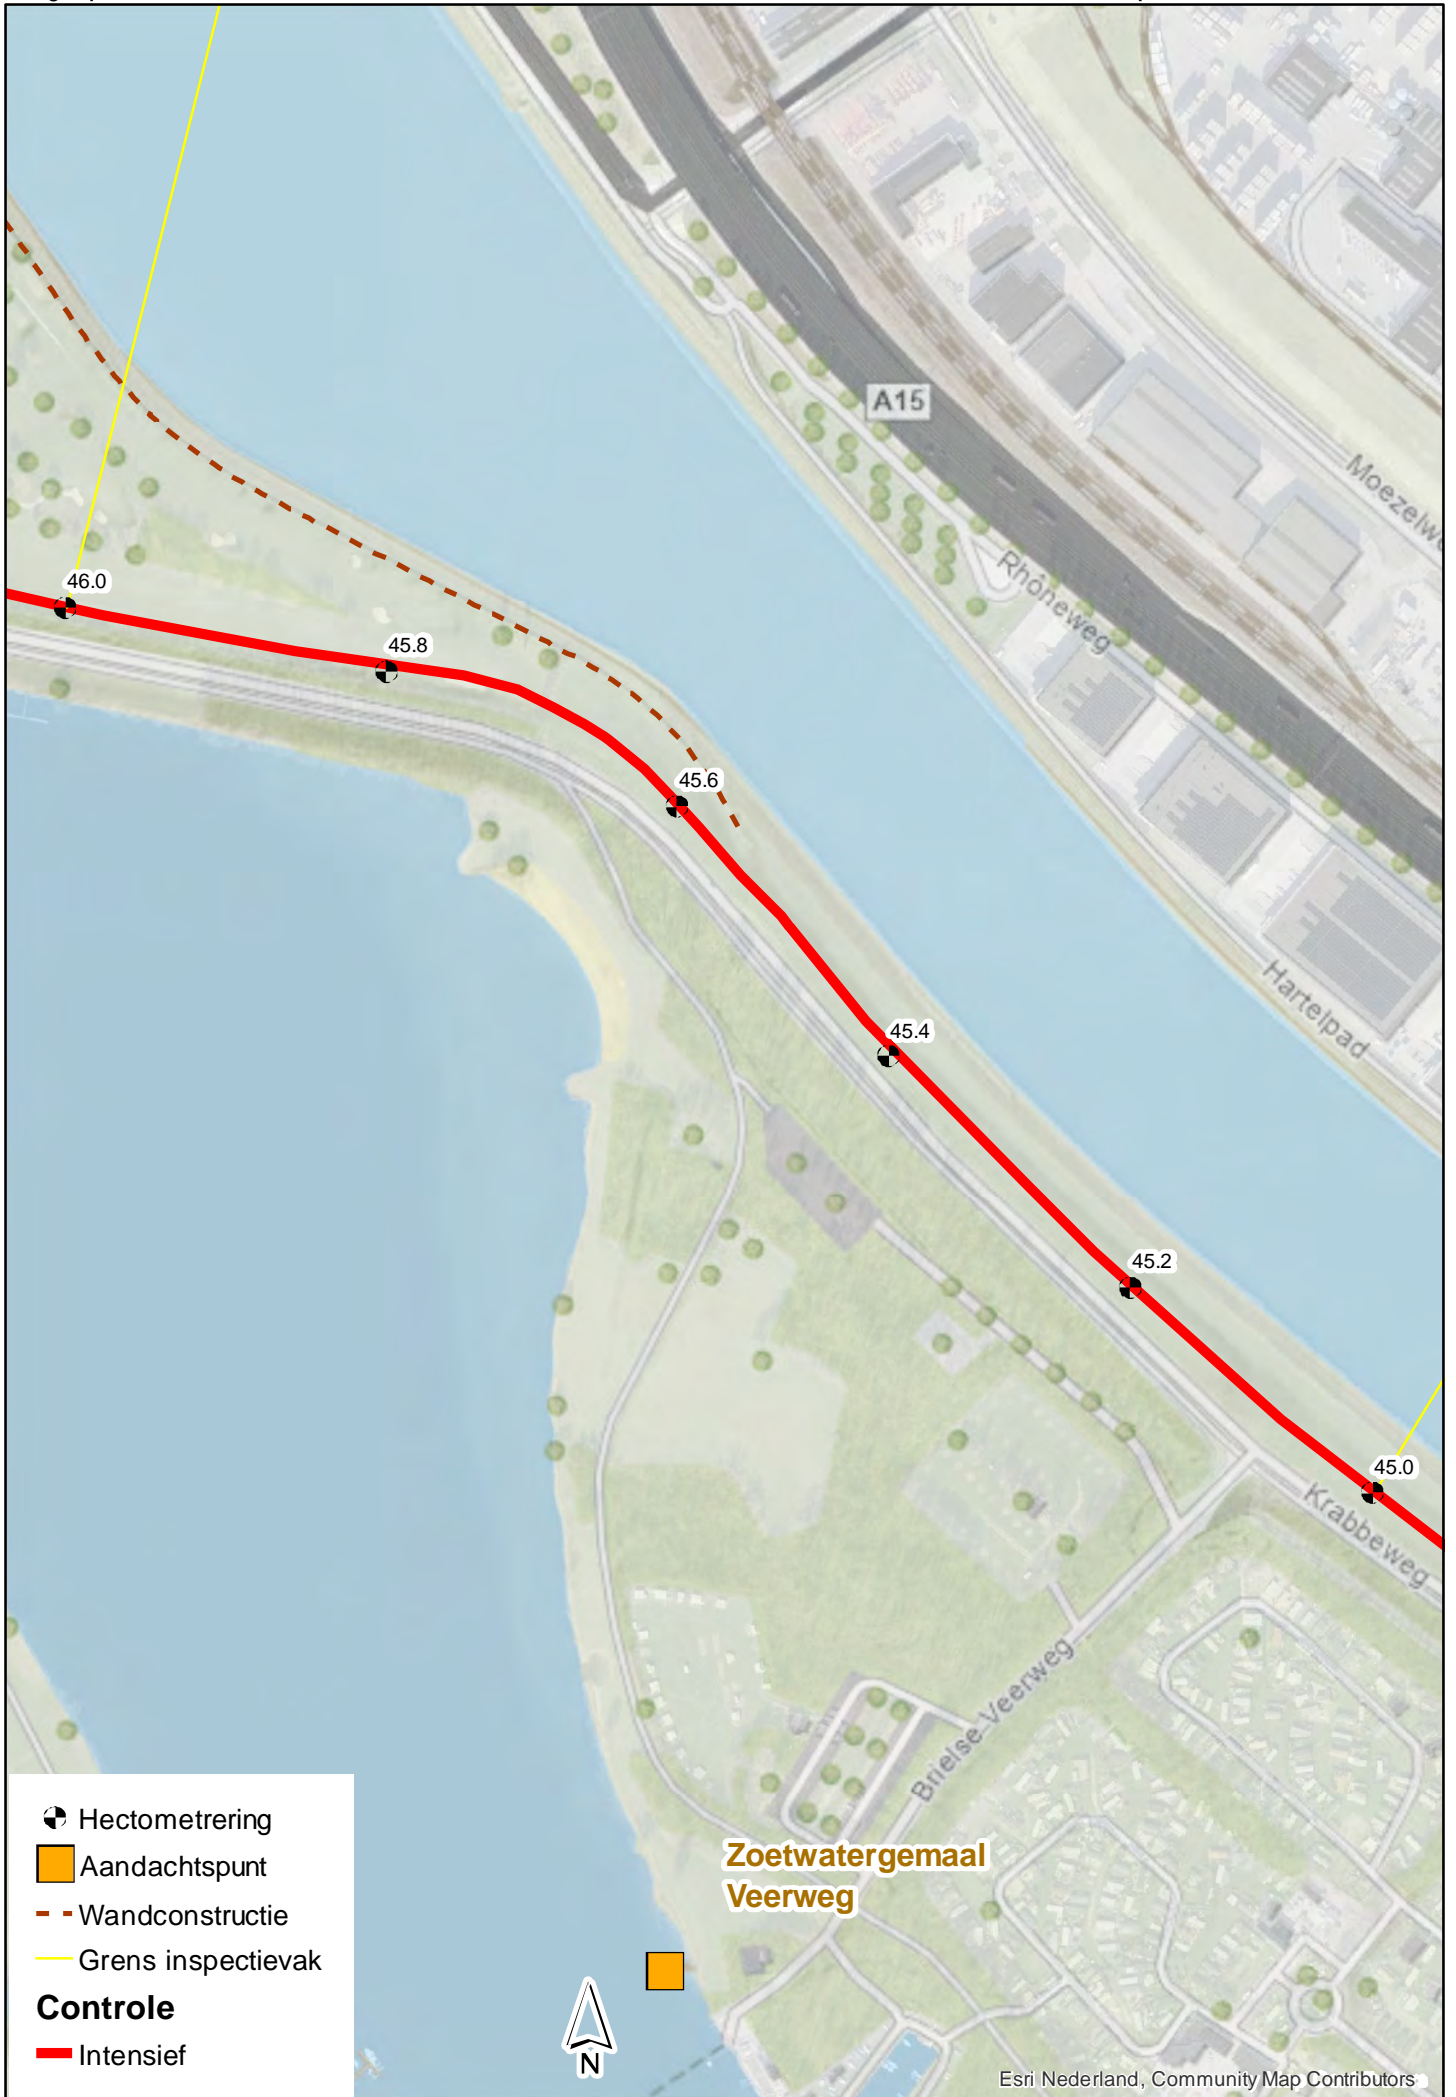 A15
Moezelwe
Rhôneweg
46.0
45.8
45.6
Hartelpad
45.4
45.2
45.0
Krabbeweg
Brielse Veerweg
Zoetwatergemaal
Veerweg
Hectometrering
Aandachtspunt
Wandconstructie
Grens inspectievak
Controle
Intensief
N
Esri Nederland, Community Map Contributors